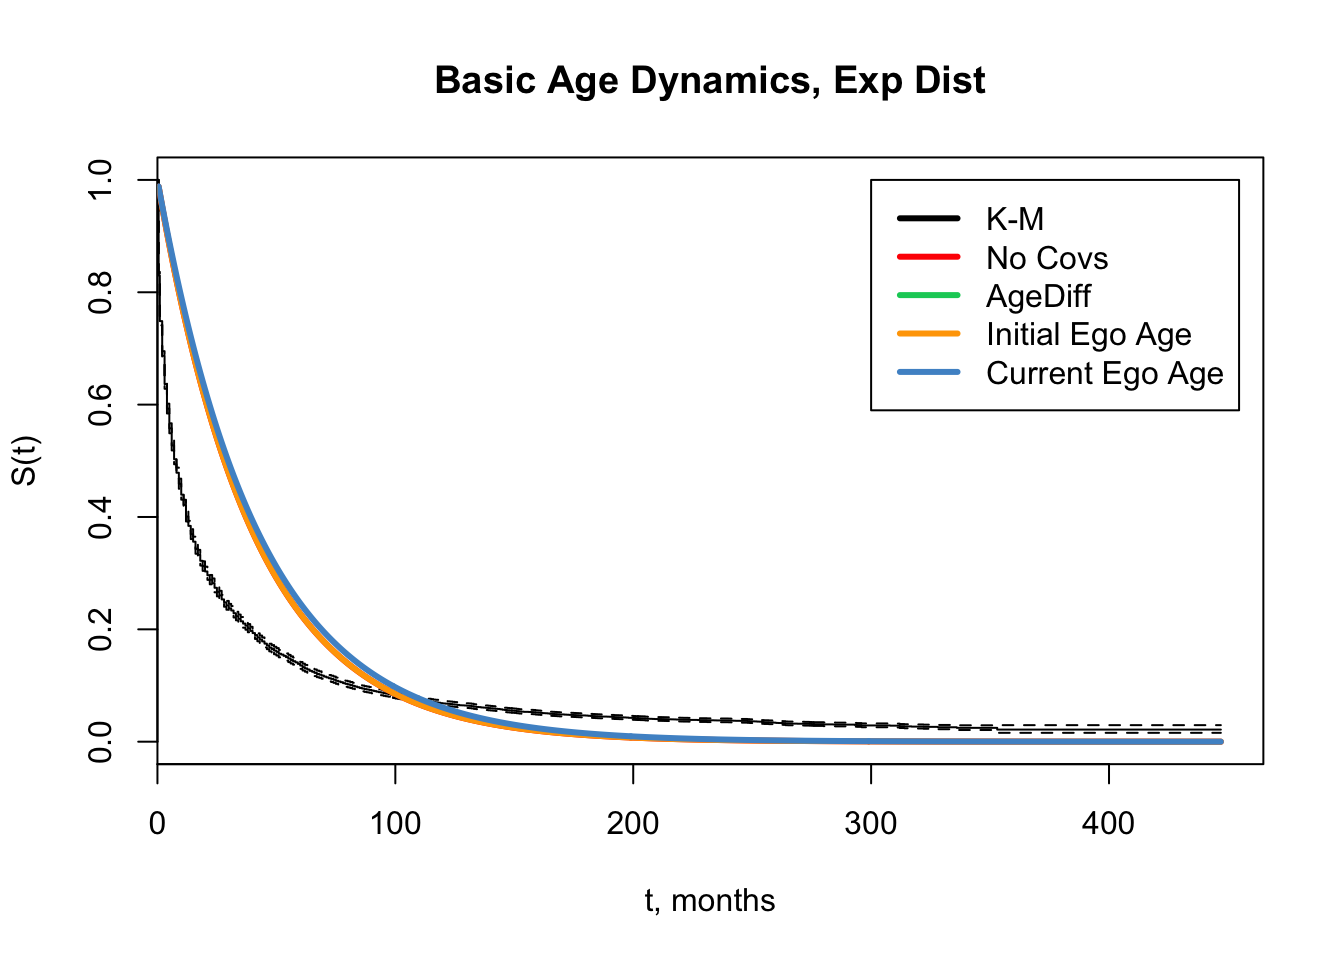 Basic Age Dynamics, Exp Dist
K-M
No Covs
AgeDiff
Initial Ego Age
Current Ego Age
S(t)
1.0
0.8
0.6
0.4
0.2
0.0
0 100 200 300 400
t, months